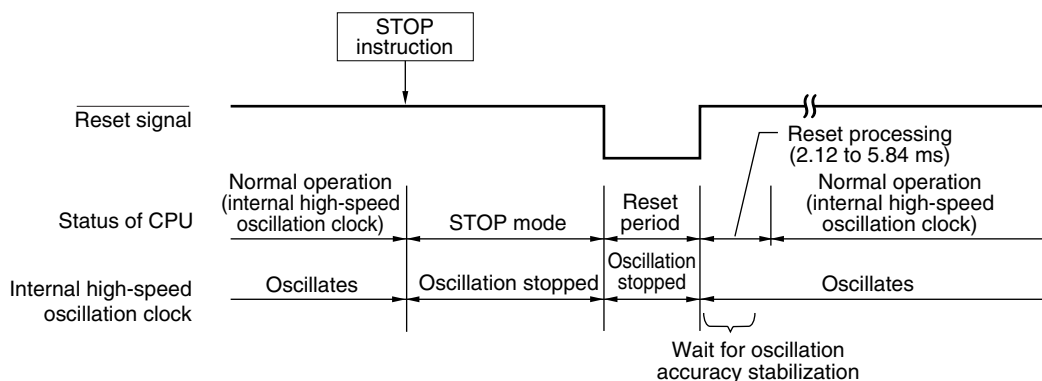 STOP
instruction
Reset signal
Reset processing
(2.12 to 5.84 ms)
Status of CPU
Normal operation
(internal high-speed
oscillation clock)
STOP mode
Reset
period
Normal operation
(internal high-speed
oscillation clock)
Internal high-speed
oscillation clock
Oscillates
Oscillation stopped
Oscillation
stopped
Oscillates
Wait for oscillation
accuracy stabilization